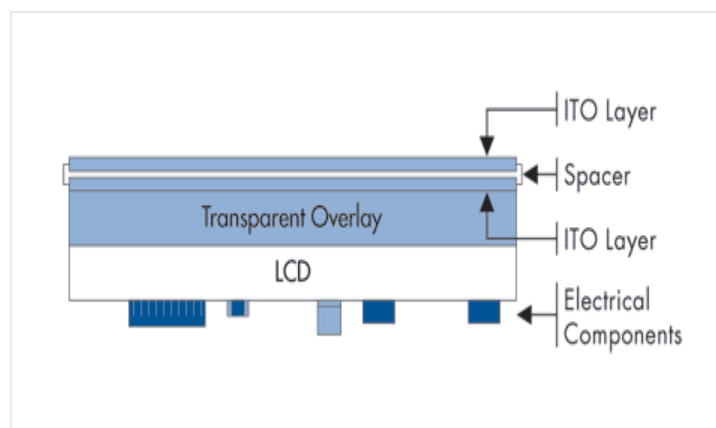 ITO Layer
Spacer
Transparent Overlay
ITO Layer
LCD
Electrical
Components